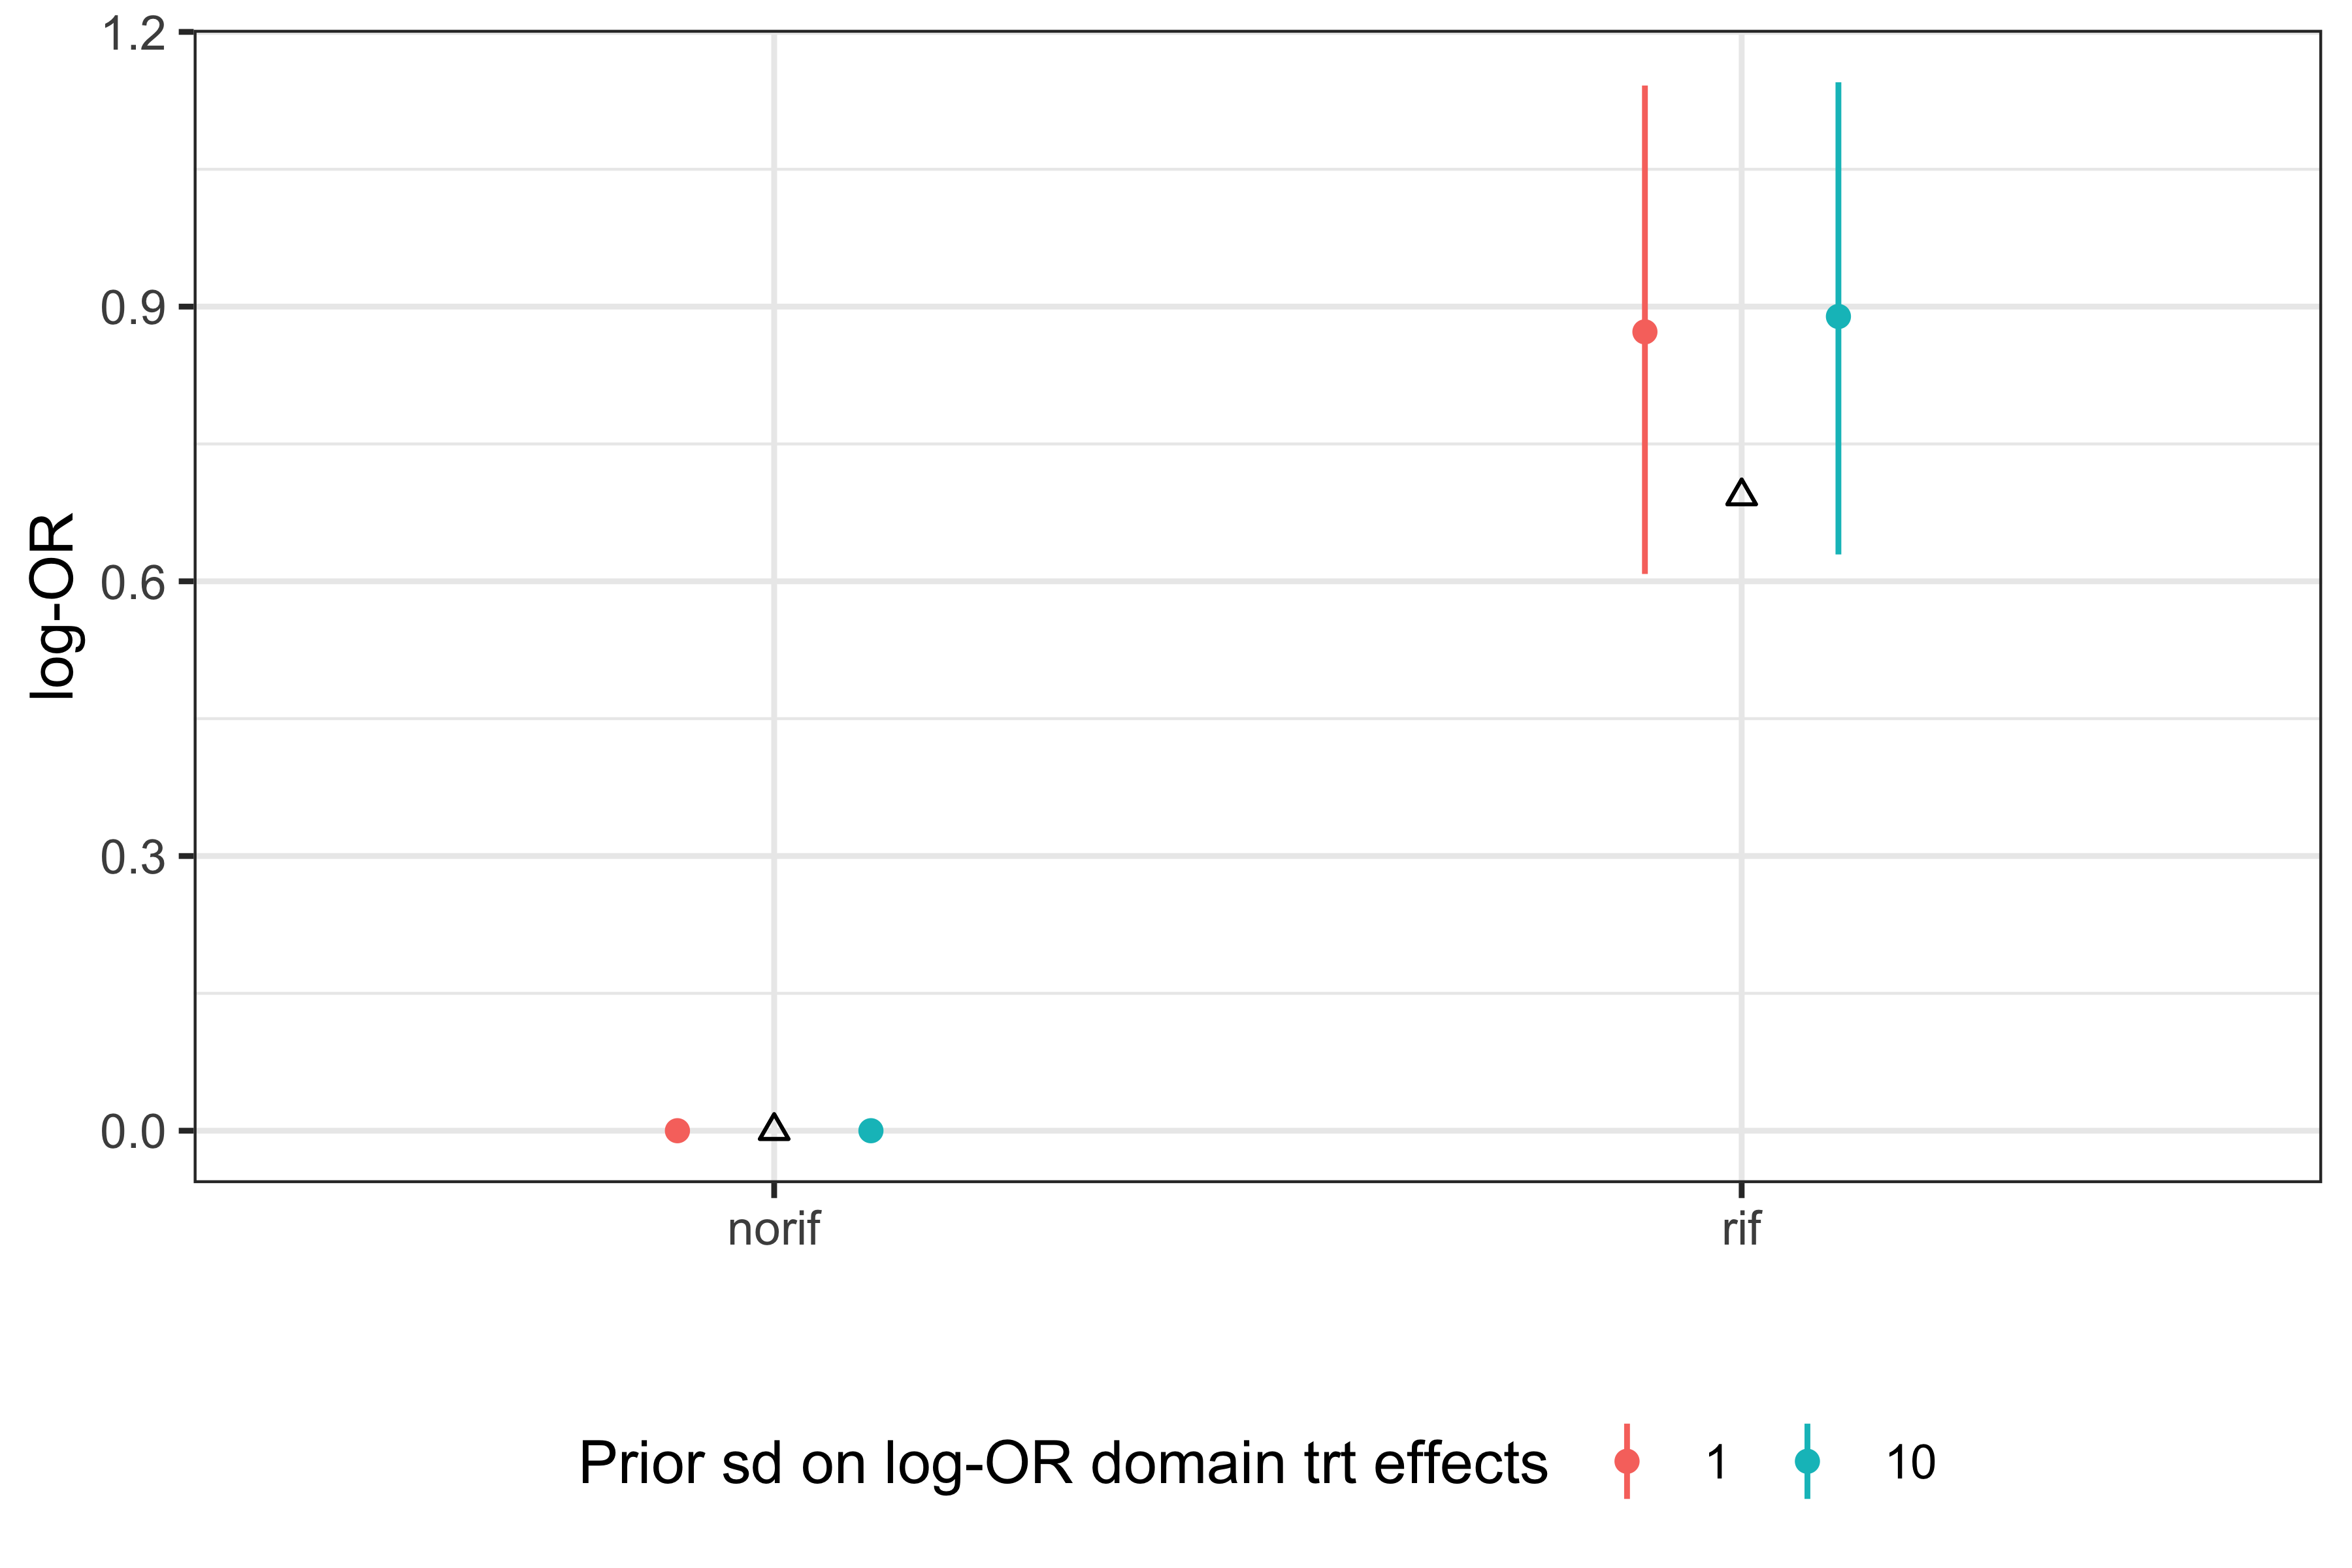 1.2
0.9
0.6
0.3
0.0
log-OR
norif
rif
Prior sd on log-OR domain trt effects 1 10